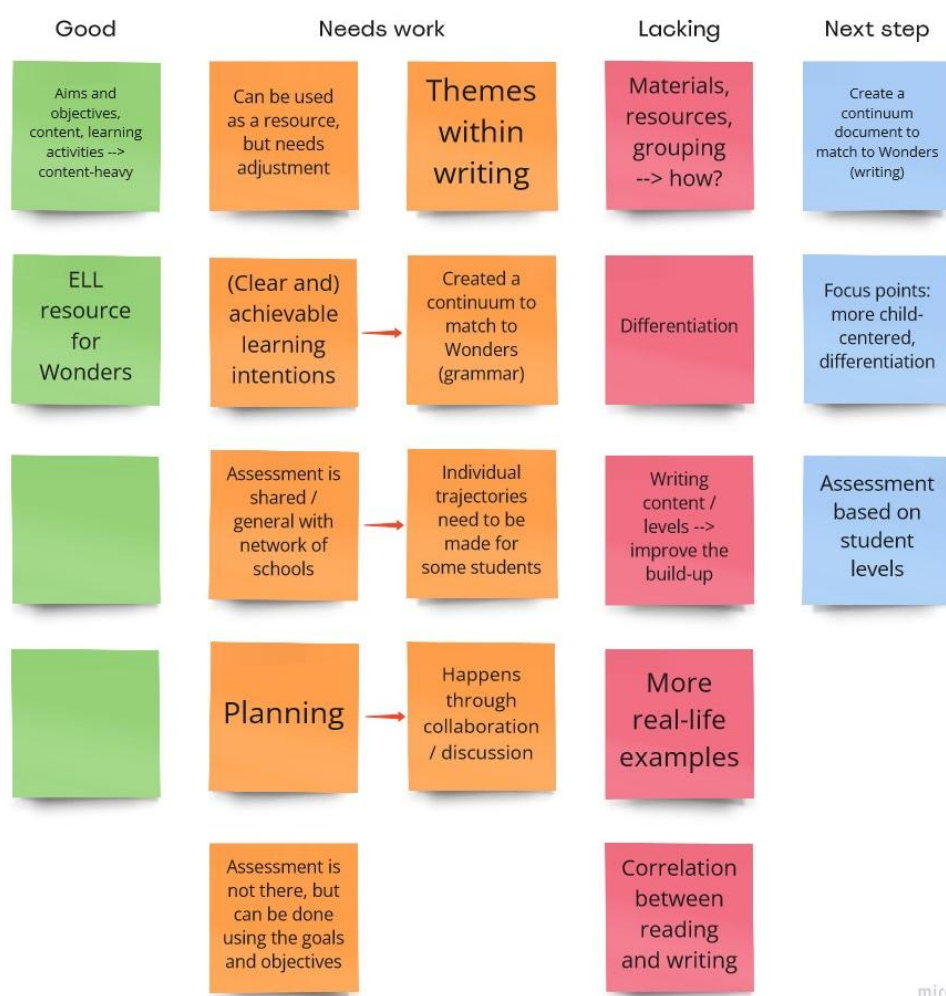 Good
Needs work
Lacking
Next step
Aims and
objectives,
content, learning
activities -->
content-heavy
Can be used
as a resource,
but needs
adjustment
Themes
within
writing
Materials,
resources,
grouping
--> how?
Create a
continuum
document to
match to Wonders
(writing)
ELL
resource
for
Wonders
(Clear and)
achievable
learning
intentions
Created a
continuum to
match to
Wonders
(grammar)
Differentiation
Focus points:
more child-
centered,
differentiation
Assessment is
shared /
general with
network of
schools
Individual
trajectories
need to be
made for
some students
Writing
content /
levels -->
improve the
build-up
Assessment
based on
student
levels
Planning
Happens
through
collaboration
/ discussion
More
real-life
examples
Assessment is
not there, but
can be done
using the goals
and objectives
Correlation
between
reading
and writing